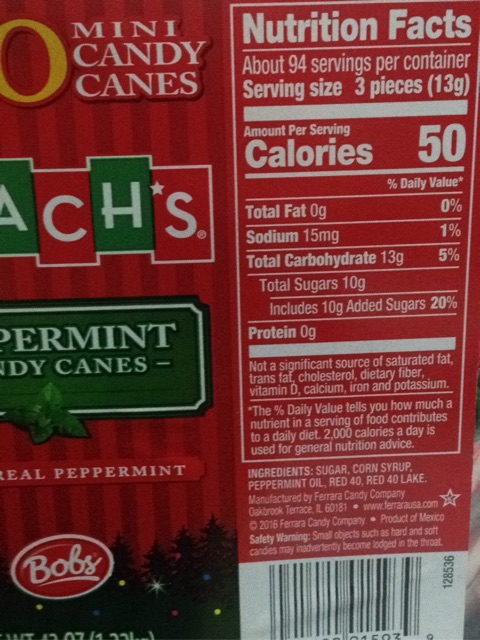 0
MINI
CANDY
CANES
ACH'S®
PERMINT
NDY CANES –
REAL PEPPERMINT
Bobs
Nutrition Facts
About 94 servings per container
Serving size 3 pieces (13g)
Amount Per Serving
Calories 50
% Daily Value*
Total Fat 0g 0%
Sodium 15mg 1%
Total Carbohydrate 13g 5%
Total Sugars 10g
Includes 10g Added Sugars 20%
Protein 0g
Not a significant source of saturated fat,
trans fat, cholesterol, dietary fiber,
vitamin D, calcium, iron and potassium.
*The % Daily Value tells you how much a
nutrient in a serving of food contributes
to a daily diet. 2,000 calories a day is
used for general nutrition advice.
INGREDIENTS: SUGAR, CORN SYRUP,
PEPPERMINT OIL, RED 40, RED 40 LAKE.
Manufactured by Ferrara Candy Company
Oakbrook Terrace, IL 60181 • www.ferrarausa.com
© 2016 Ferrara Candy Company • Product of Mexico
Safety Warning: Small objects such as hard and soft
candies may inadvertently become lodged in the throat.
128536